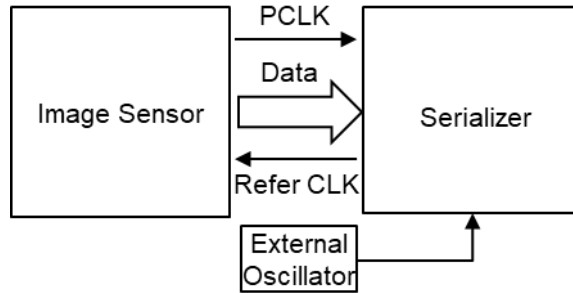 PCLK
Data
Image Sensor
Serializer
Refer CLK
External
Oscillator